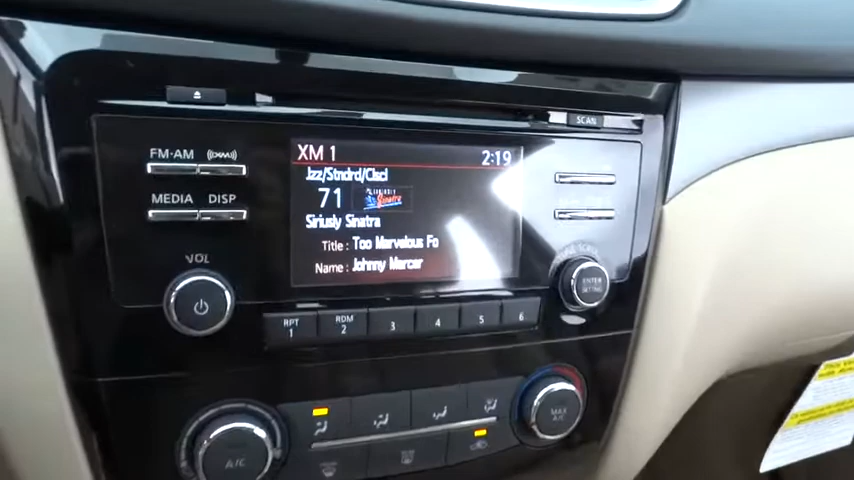 SCAN
FM·AM XM
MEDIA DISP
XM 1 2:19
Jazz/Stndrd/Clscl
71
Siriusly Sinatra
Title : Too Marvelous Fo
Name : Johnny Mercer
VOL
ENTER
SETTING
RPT
1
RDM
2
3 4 5 6
A/C
MAX
A/C